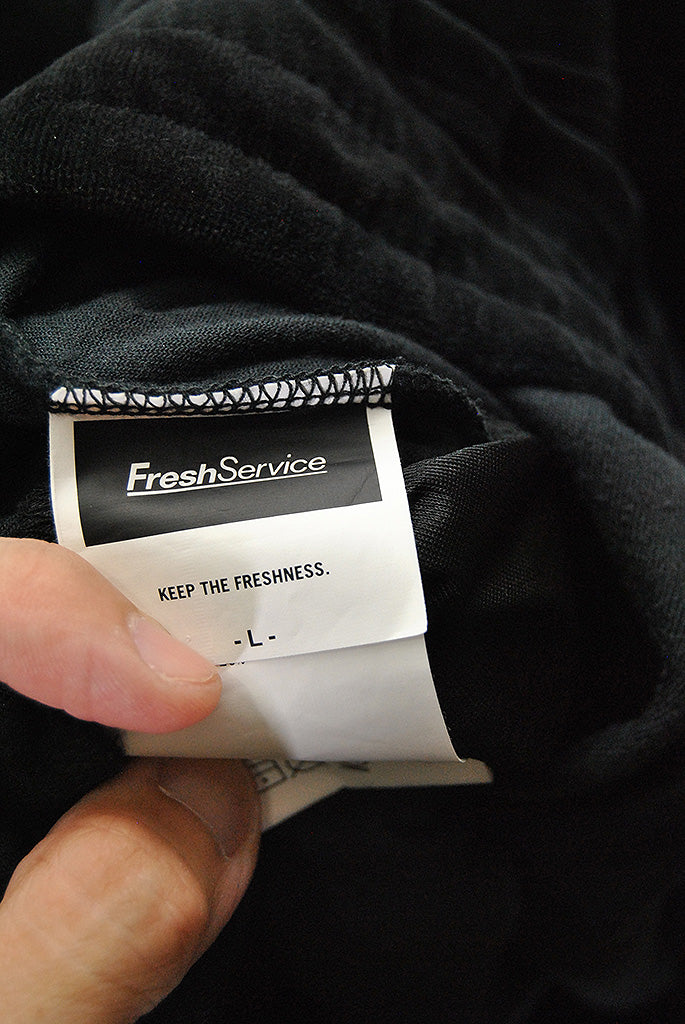 FreshService
KEEP THE FRESHNESS.
-L-